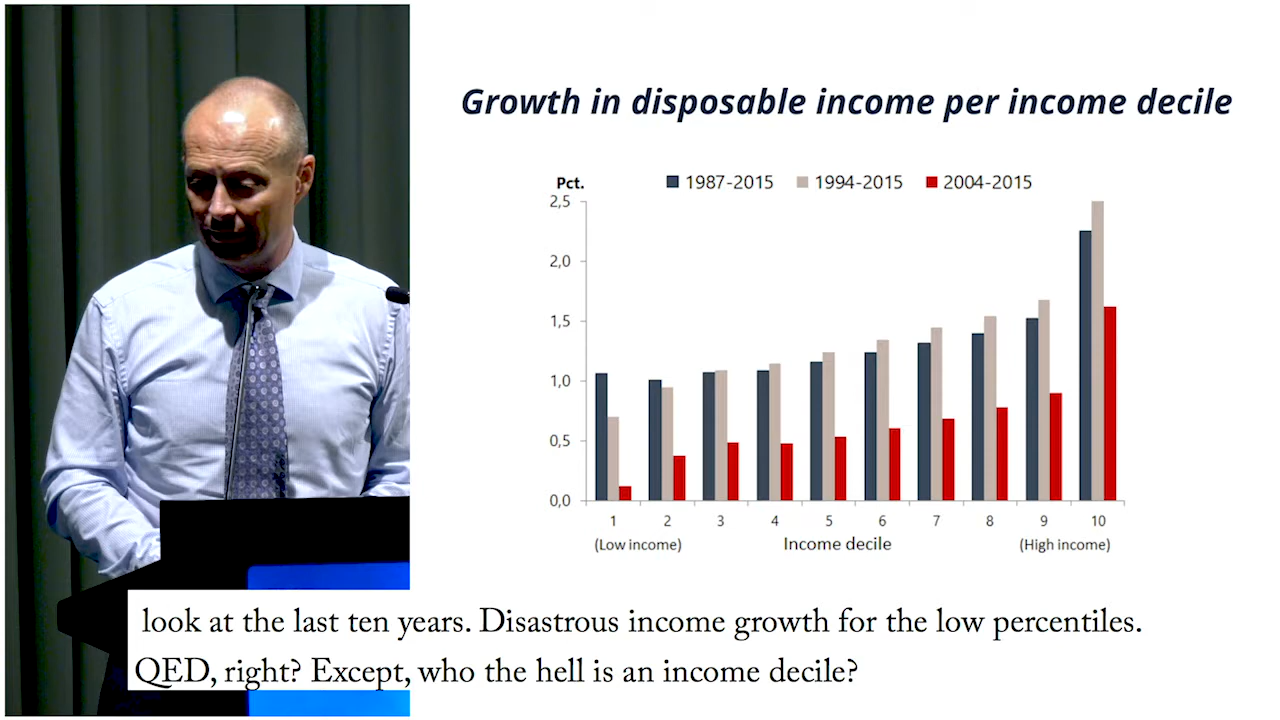 Growth in disposable income per income decile
Pct.
1987-2015 1994-2015 2004-2015
2,5
2,0
1,5
1,0
0,5
0,0
1 2 3 4 5 6 7 8 9 10
(Low income) Income decile (High income)
look at the last ten years. Disastrous income growth for the low percentiles.
QED, right? Except, who the hell is an income decile?